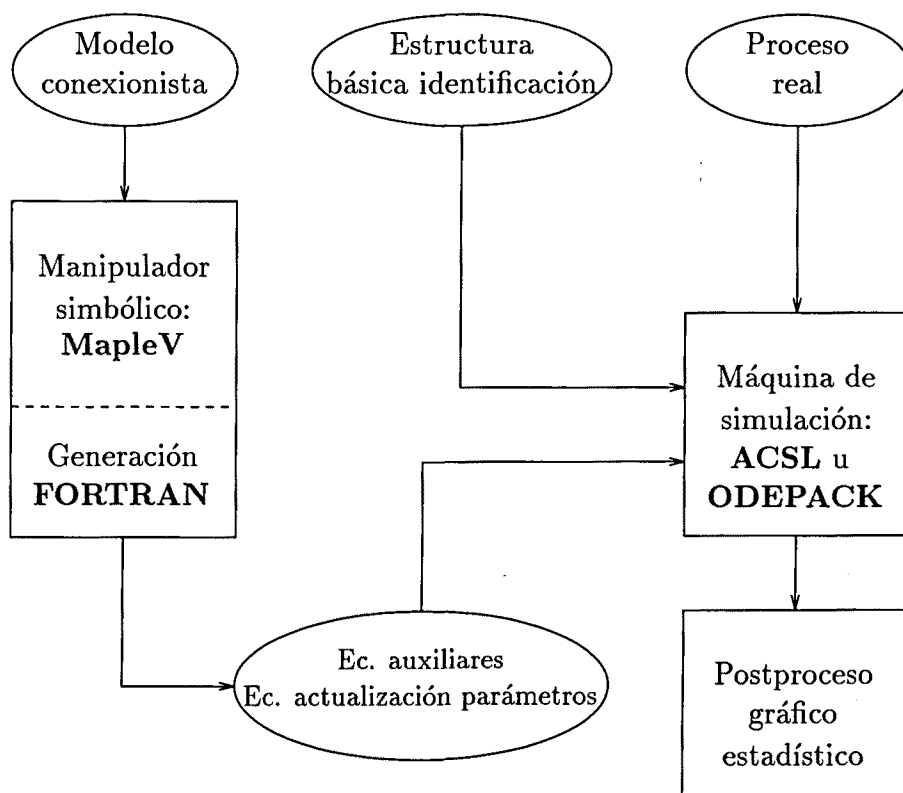 Modelo
conexionista
Estructura
básica identificación
Proceso
real
Manipulador
simbólico:
MapleV
Generación
FORTRAN
Máquina de
simulación:
ACSL u
ODEPACK
Ec. auxiliares
Ec. actualización parámetros
Postproceso
gráfico
estadístico